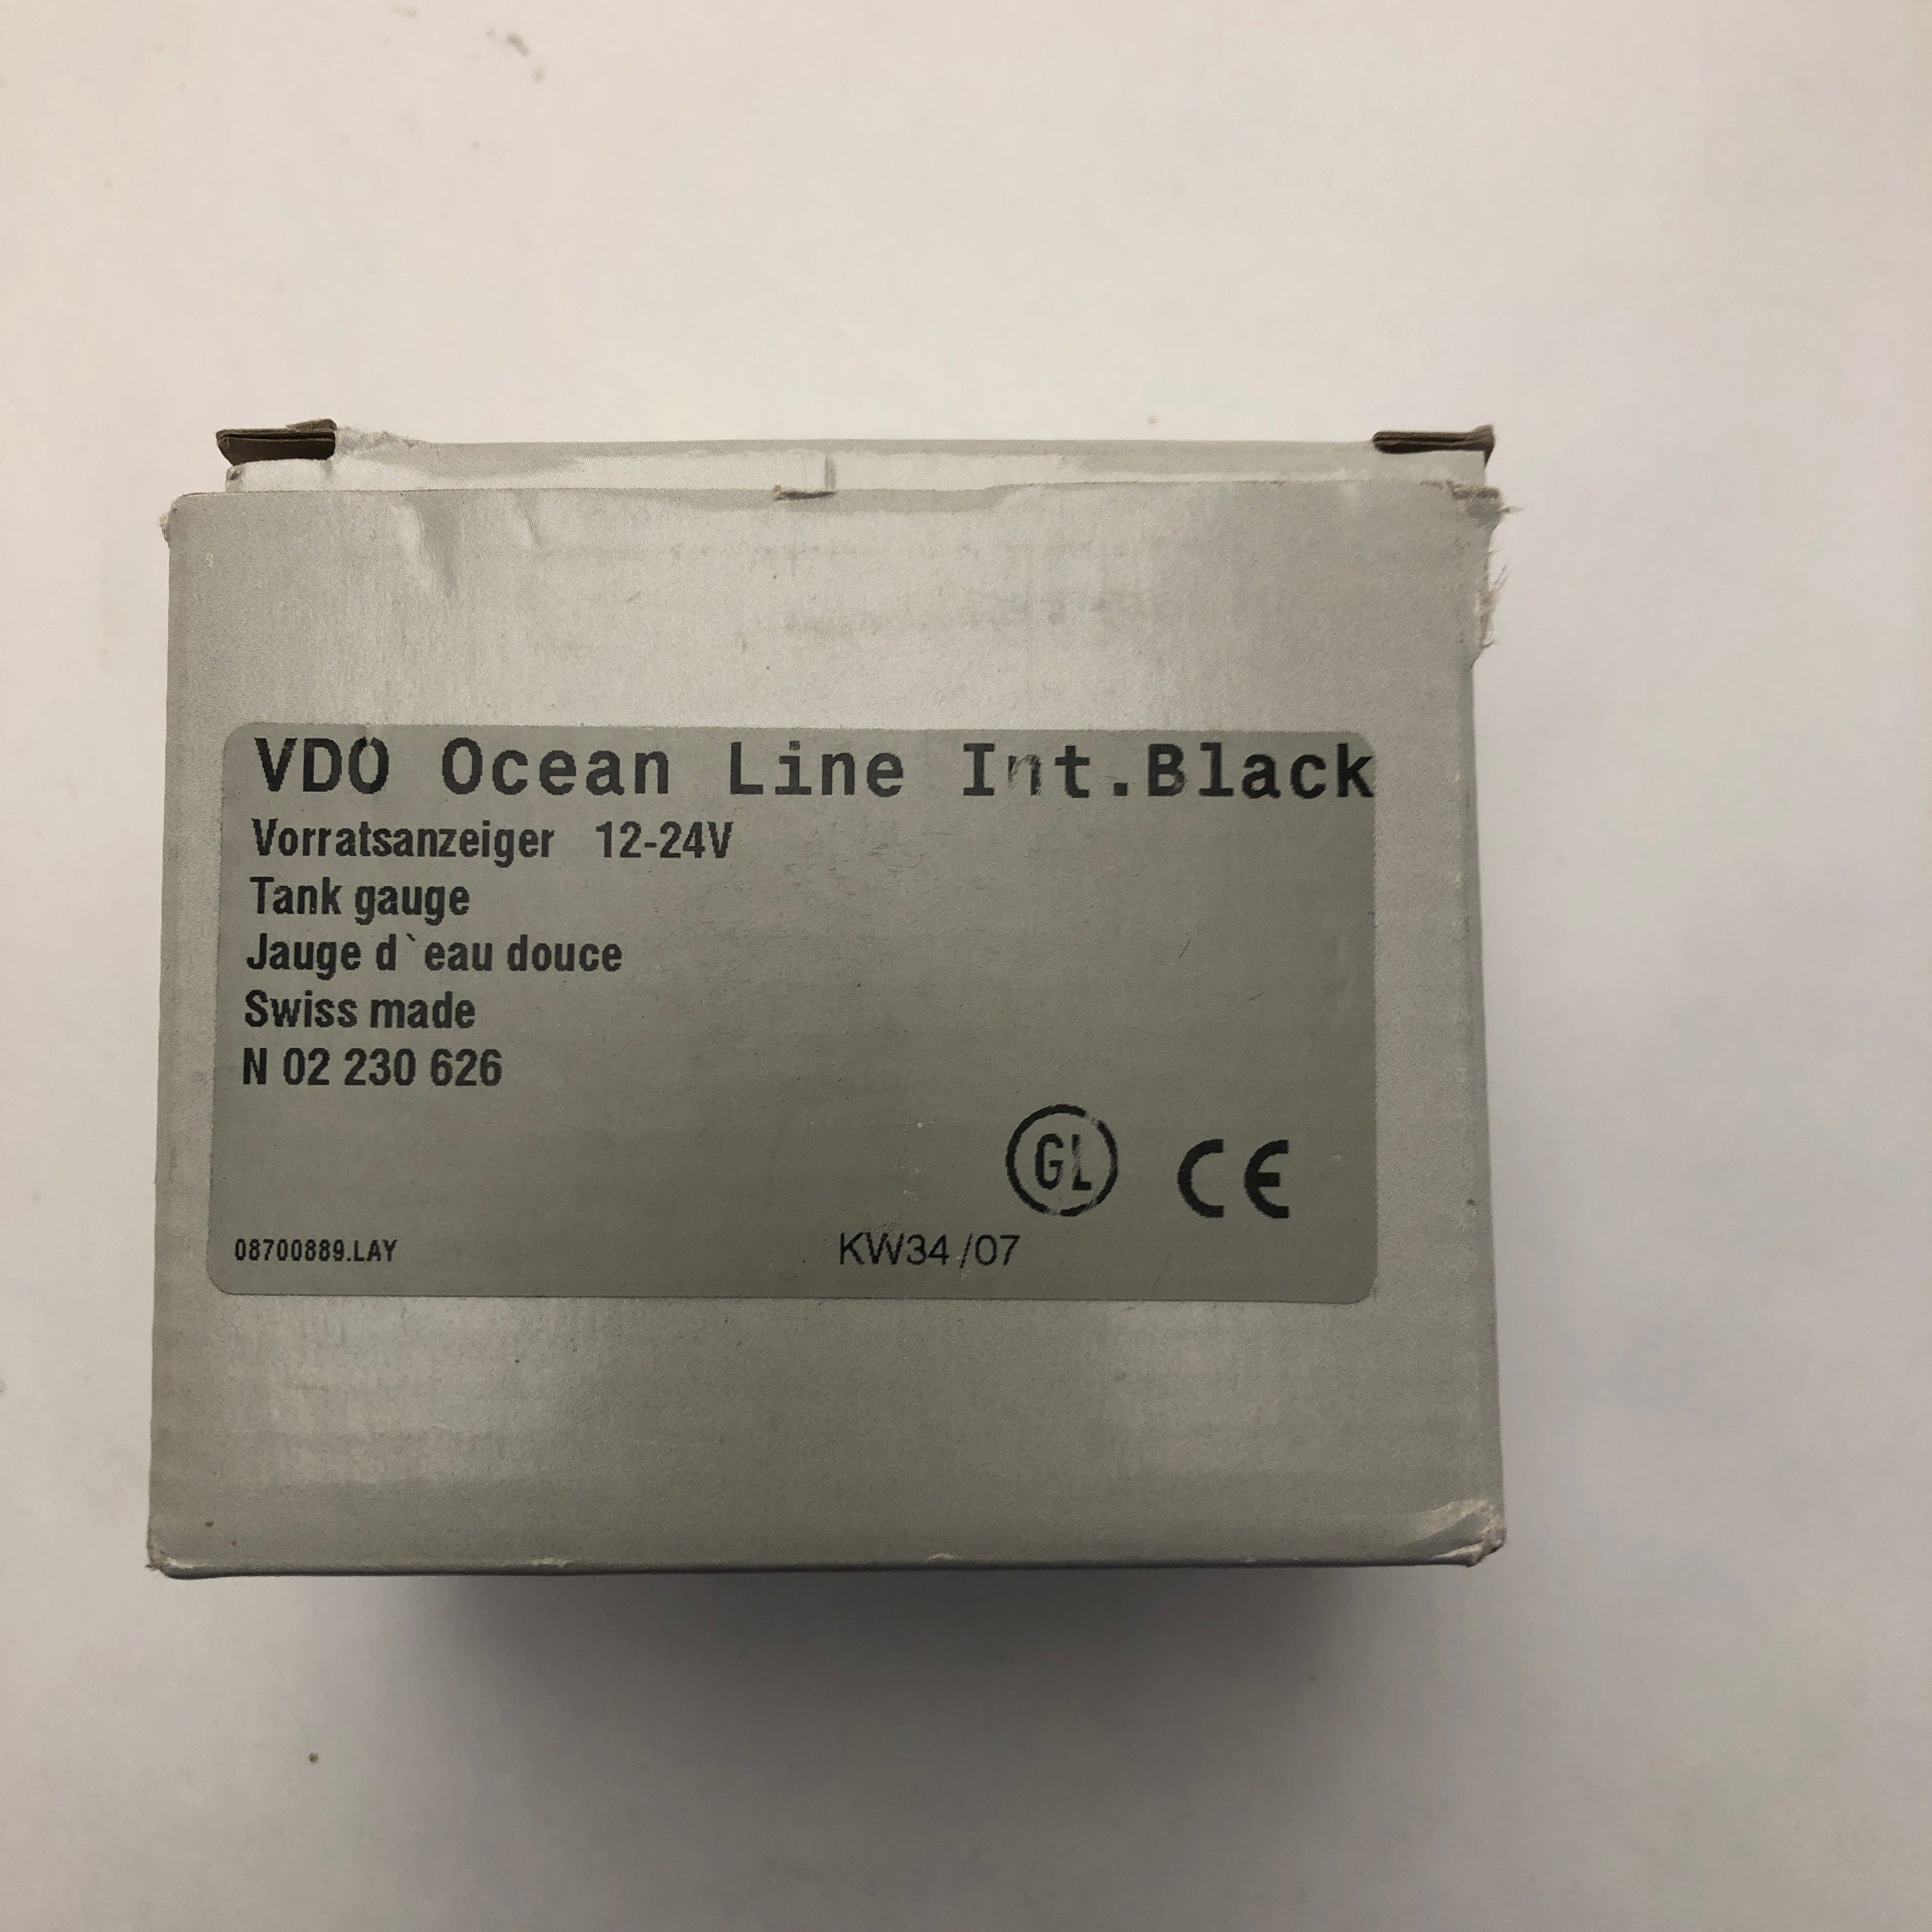 VDO Ocean Line Int.Black
Vorratsanzeiger 12-24V
Tank gauge
Jauge d`eau douce
Swiss made
N 02 230 626
GL CE
08700889.LAY KW34/07